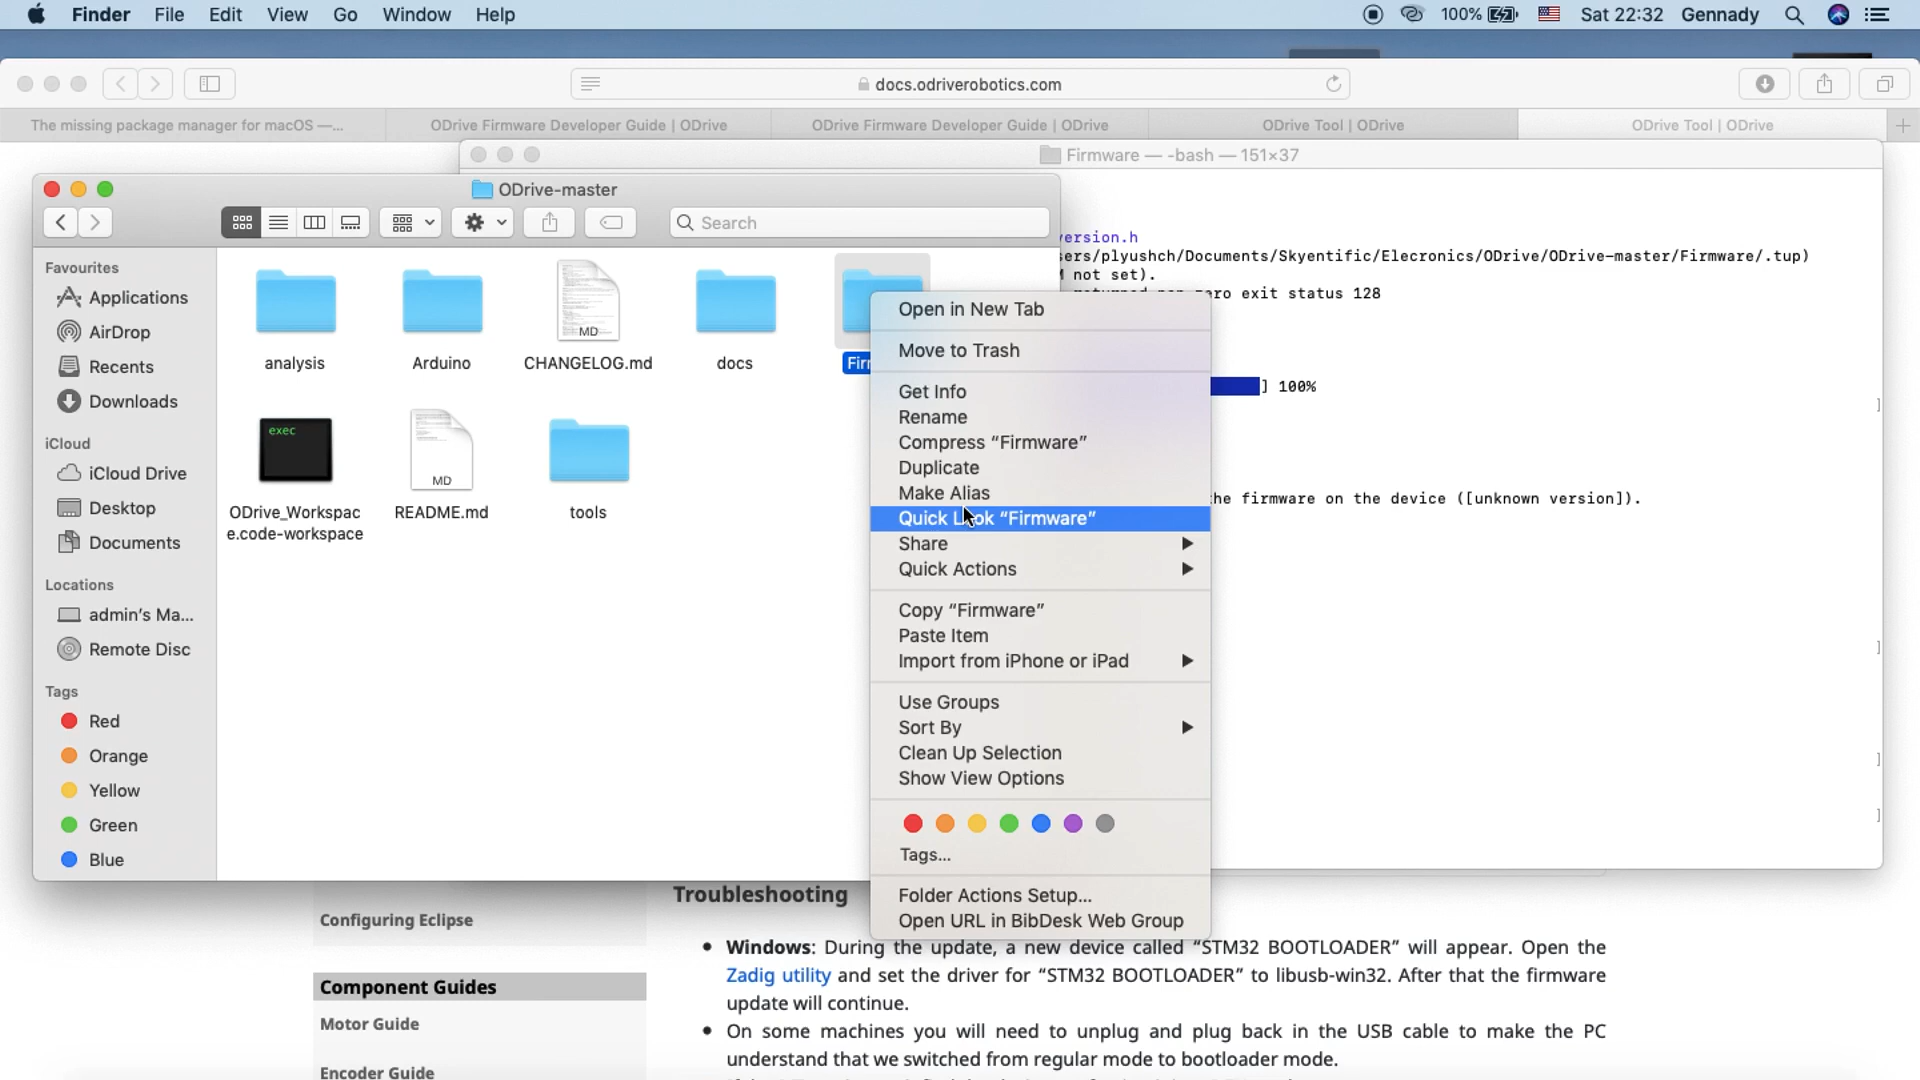 Finder File Edit View Go Window Help 100% Sat 22:32 Gennady
docs.odriverobotics.com
The missing package manager for macOS —... ODrive Firmware Developer Guide | ODrive ODrive Firmware Developer Guide | ODrive ODrive Tool | ODrive ODrive Tool | ODrive
Firmware — -bash — 151×37
ODrive-master
Search
Favourites
Applications
AirDrop
Recents
Downloads
iCloud
iCloud Drive
Desktop
Documents
Locations
admin's Ma...
Remote Disc
Tags
Red
Orange
Yellow
Green
Blue
MD
analysis Arduino CHANGELOG.md docs
exec
MD
ODrive_Workspac
e.code-workspace
README.md tools
Open in New Tab
Move to Trash
Get Info
Rename
Compress “Firmware”
Duplicate
Make Alias
Quick Look “Firmware”
Share
Quick Actions
Copy “Firmware”
Paste Item
Import from iPhone or iPad
Use Groups
Sort By
Clean Up Selection
Show View Options
Tags...
Folder Actions Setup...
Open URL in BibDesk Web Group
version.h
sers/plyushch/Documents/Skyentific/Elecronics/ODrive/ODrive-master/Firmware/.tup)
not set).
zero exit status 128
] 100%
the firmware on the device ([unknown version]).
Configuring Eclipse
Component Guides
Motor Guide
Encoder Guide
Troubleshooting
• Windows: During the update, a new device called “STM32 BOOTLOADER” will appear. Open the
Zadig utility and set the driver for “STM32 BOOTLOADER” to libusb-win32. After that the firmware
update will continue.
• On some machines you will need to unplug and plug back in the USB cable to make the PC
understand that we switched from regular mode to bootloader mode.